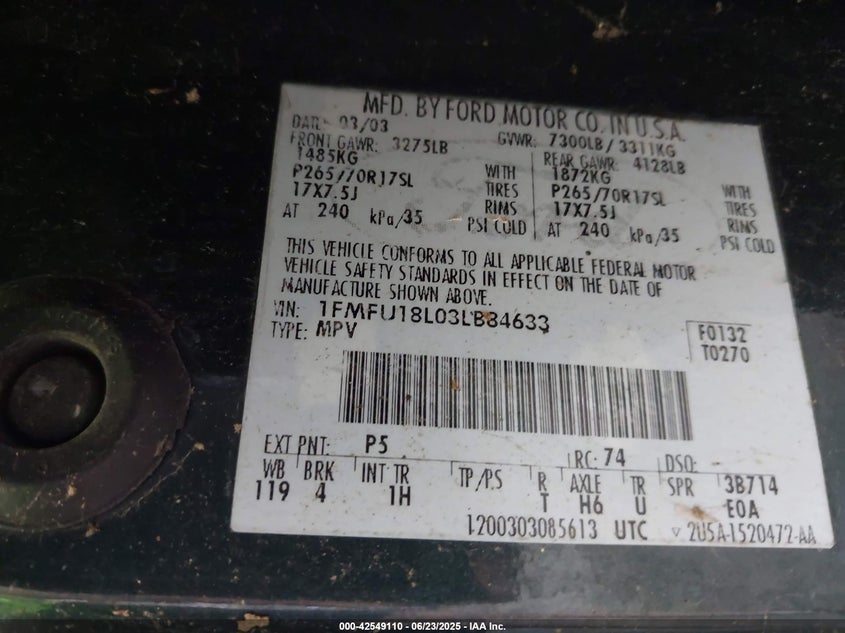 MFD. BY FORD MOTOR CO. IN U.S.A.
DATE: 03/03 GVWR: 7300LB / 3311KG
FRONT GAWR: 3275LB REAR GAWR: 4128LB
1485KG WITH 1872KG WITH
P265/70R17SL TIRES P265/70R17SL TIRES
17X7.5J RIMS 17X7.5J RIMS
AT 240 kPa/35 PSI COLD AT 240 kPa/35 PSI COLD
THIS VEHICLE CONFORMS TO ALL APPLICABLE FEDERAL MOTOR
VEHICLE SAFETY STANDARDS IN EFFECT ON THE DATE OF
MANUFACTURE SHOWN ABOVE.
VIN: 1FMFU18L03LB84633
TYPE: MPV
F0132
T0270
EXT PNT: P5 RC: 74 DSO:
WB BRK INT TR TP/PS R AXLE TR SPR 3B714
119 4 1H T H6 U E0A
1200303085613 UTC ▽ 2U5A-1520472-AA
000-42549110 - 06/23/2025 - IAA Inc.